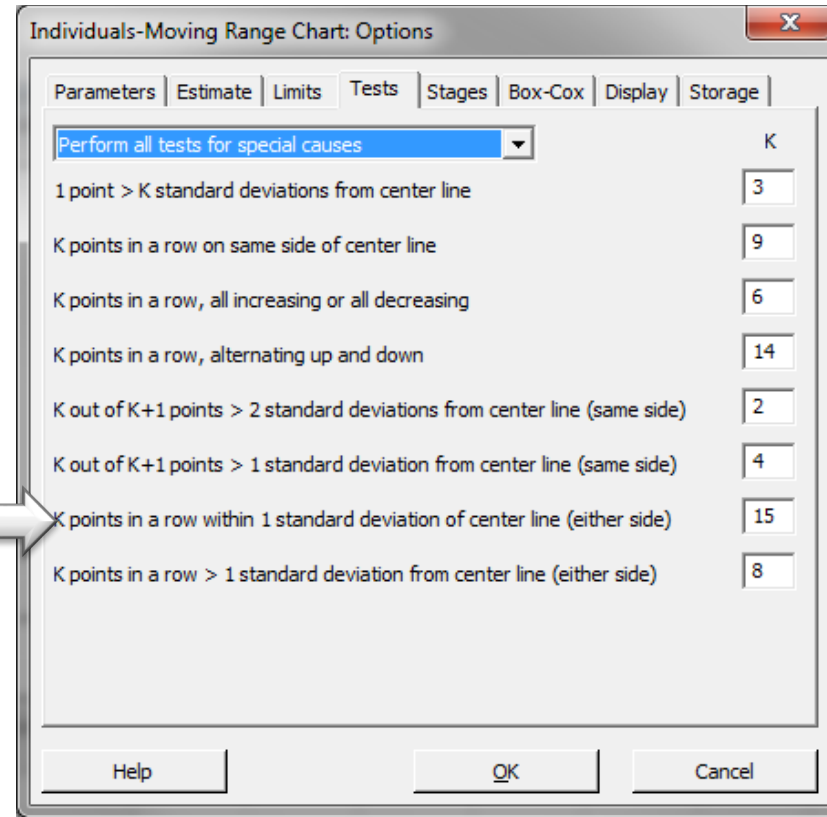 Individuals-Moving Range Chart: Options
Parameters Estimate Limits Tests Stages Box-Cox Display Storage
Perform all tests for special causes K
1 point > K standard deviations from center line 3
K points in a row on same side of center line 9
K points in a row, all increasing or all decreasing 6
K points in a row, alternating up and down 14
K out of K+1 points > 2 standard deviations from center line (same side) 2
K out of K+1 points > 1 standard deviation from center line (same side) 4
K points in a row within 1 standard deviation of center line (either side) 15
K points in a row > 1 standard deviation from center line (either side) 8
Help OK Cancel